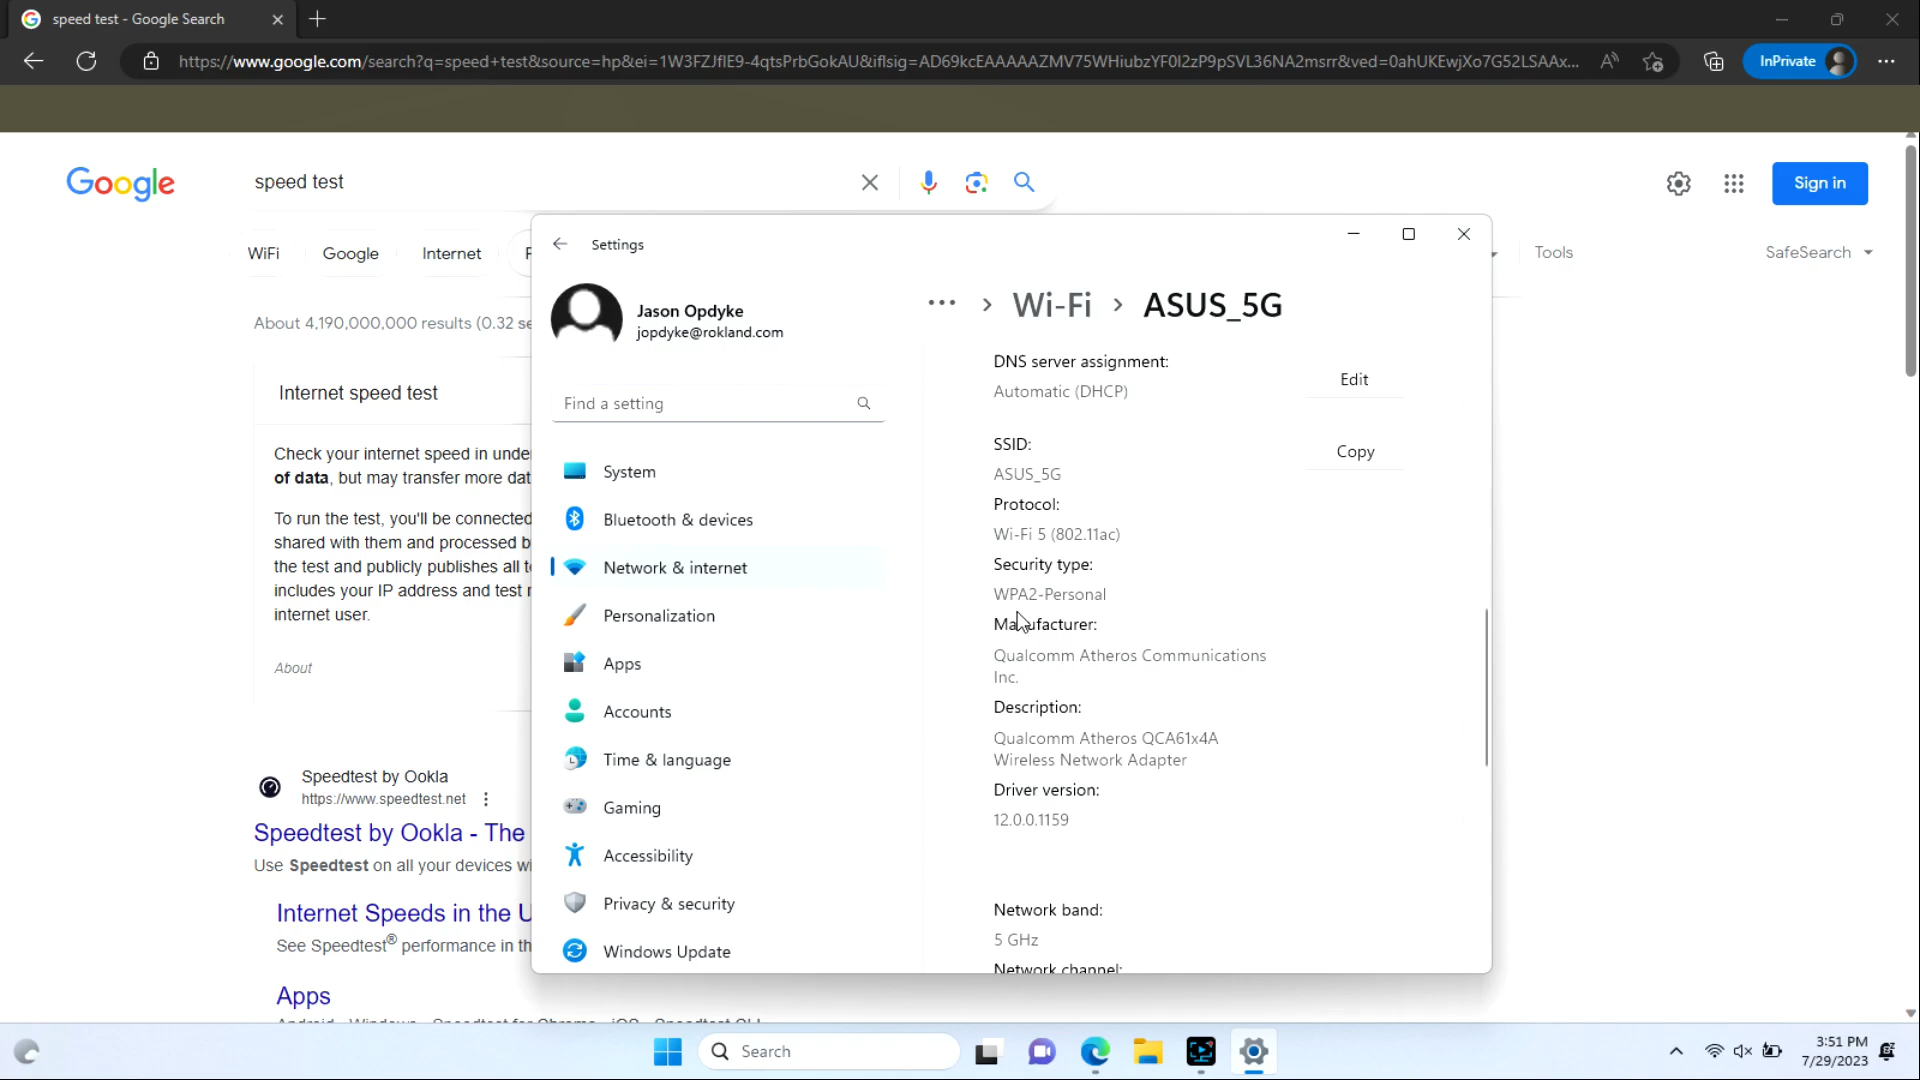 speed test - Google Search
https://www.google.com/search?q=speed+test&source=hp&ei=1W3FZJflE9-4qtsPrbGokAU&iflsig=AD69kcEAAAAAZMV75WHiubzYF0I2zP9pSVL36NA2msrr&ved=0ahUKEwjXo7G52LSAAx...
InPrivate
Google
speed test
Sign in
WiFi
Google
Internet
Tools
SafeSearch
About 4,190,000,000 results (0.32 se
Internet speed test
Check your internet speed in unde
of data, but may transfer more dat
To run the test, you'll be connected
shared with them and processed b
the test and publicly publishes all t
includes your IP address and test r
internet user.
About
Speedtest by Ookla
https://www.speedtest.net
Speedtest by Ookla - The
Use Speedtest on all your devices wi
Internet Speeds in the U
See Speedtest® performance in th
Apps
Settings
Jason Opdyke
jopdyke@rokland.com
Find a setting
System
Bluetooth & devices
Network & internet
Personalization
Apps
Accounts
Time & language
Gaming
Accessibility
Privacy & security
Windows Update
... > Wi-Fi > ASUS_5G
DNS server assignment:
Automatic (DHCP)
Edit
SSID:
Copy
ASUS_5G
Protocol:
Wi-Fi 5 (802.11ac)
Security type:
WPA2-Personal
Manufacturer:
Qualcomm Atheros Communications
Inc.
Description:
Qualcomm Atheros QCA61x4A
Wireless Network Adapter
Driver version:
12.0.0.1159
Network band:
5 GHz
Network channel:
Search
3:51 PM
7/29/2023